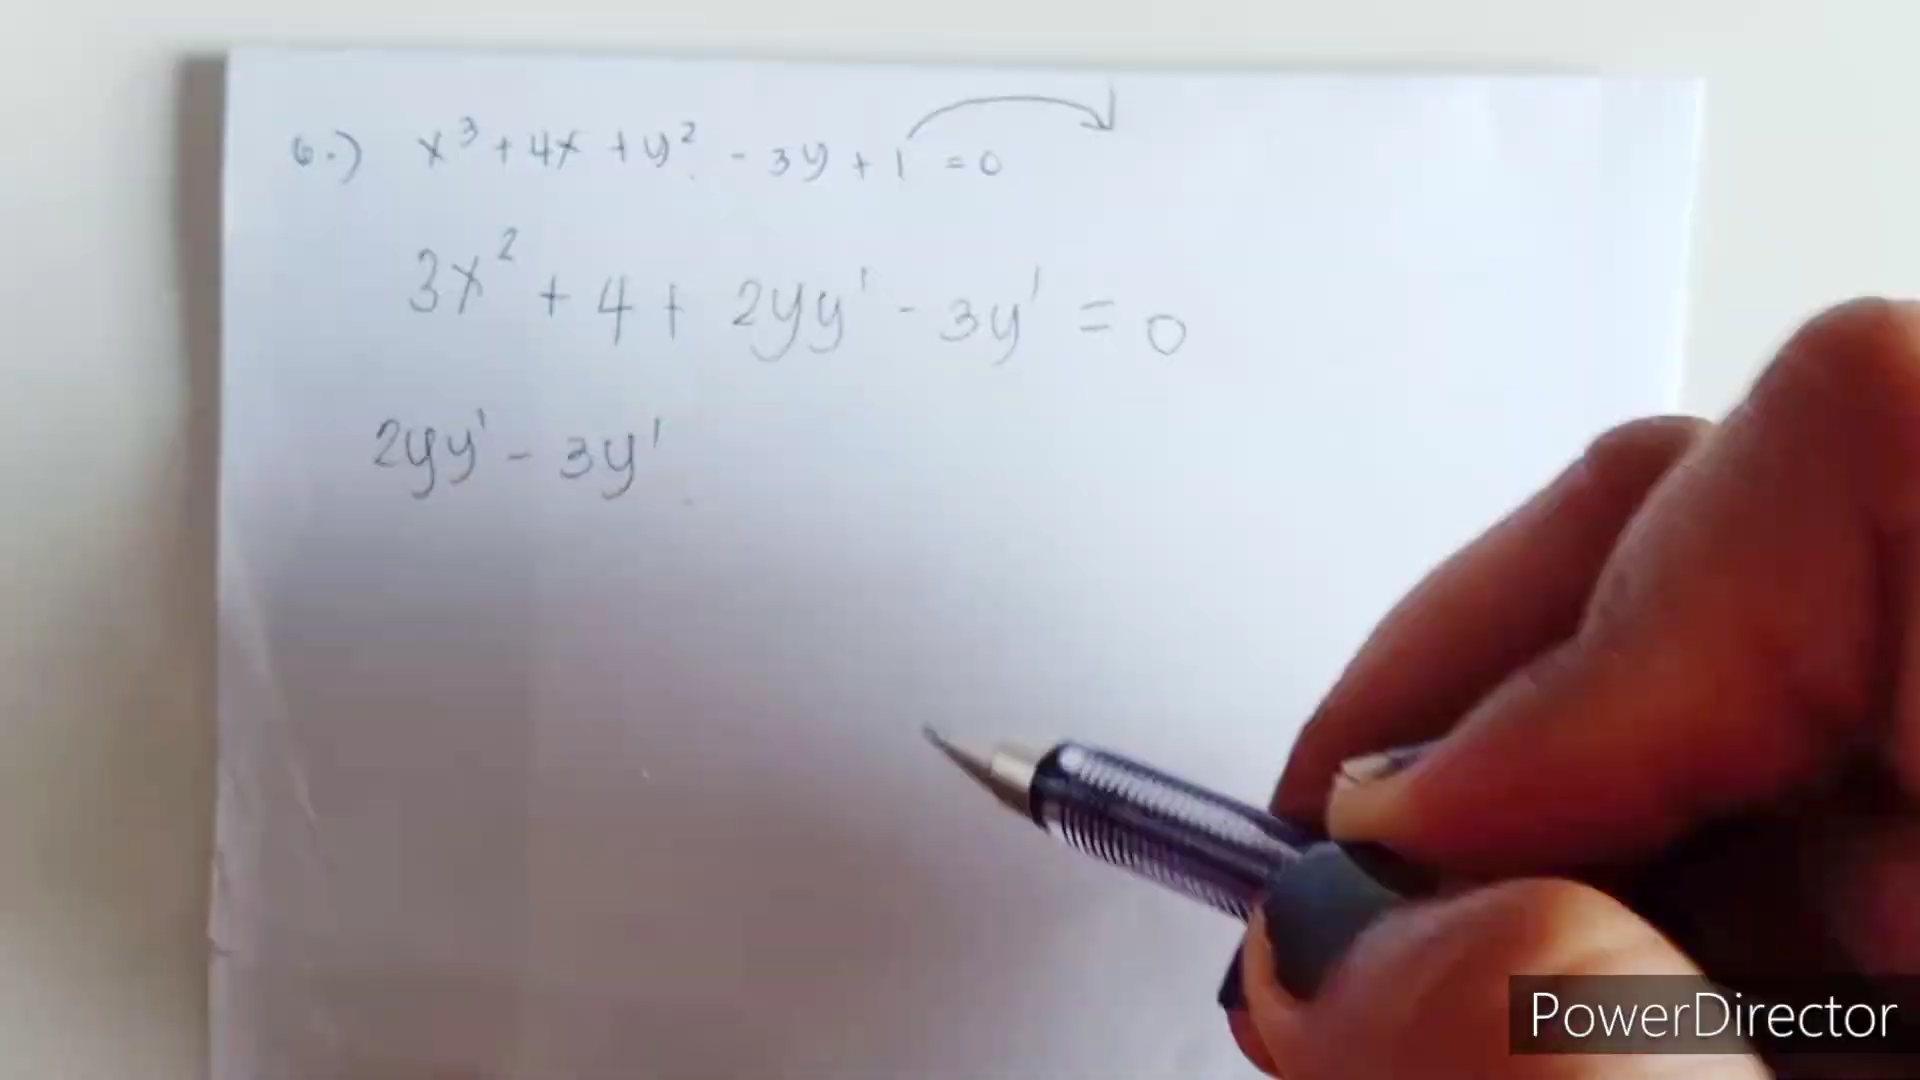 6.) x³ + 4x + y² - 3y + 1 = 0
3x² + 4 + 2yy' - 3y' = 0
2yy' - 3y'
PowerDirector